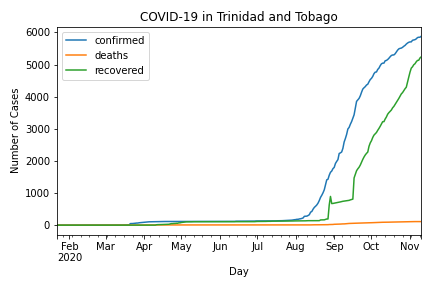 COVID-19 in Trinidad and Tobago
confirmed
deaths
recovered
Number of Cases
6000
5000
4000
3000
2000
1000
0
Feb Mar Apr May Jun Jul Aug Sep Oct Nov
2020
Day